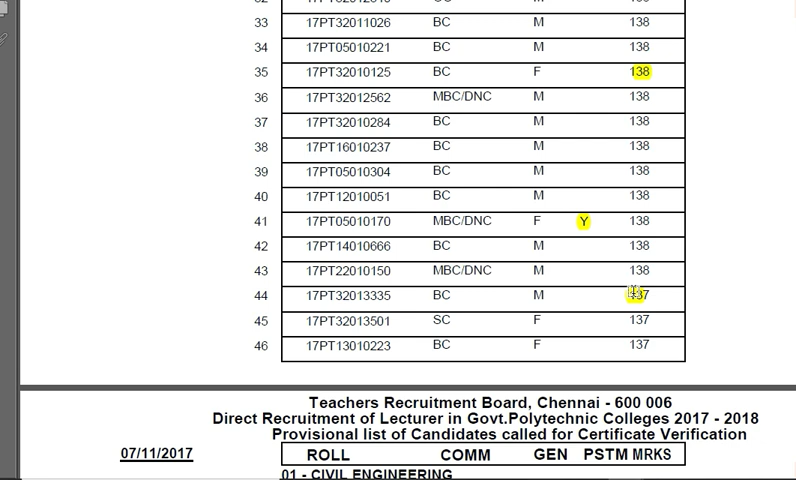 33 17PT32011026 BC M 138
34 17PT05010221 BC M 138
35 17PT32010125 BC F 138
36 17PT32012562 MBC/DNC M 138
37 17PT32010284 BC M 138
38 17PT16010237 BC M 138
39 17PT05010304 BC M 138
40 17PT12010051 BC M 138
41 17PT05010170 MBC/DNC F Y 138
42 17PT14010666 BC M 138
43 17PT22010150 MBC/DNC M 138
44 17PT32013335 BC M 137
45 17PT32013501 SC F 137
46 17PT13010223 BC F 137
Teachers Recruitment Board, Chennai - 600 006
Direct Recruitment of Lecturer in Govt.Polytechnic Colleges 2017 - 2018
Provisional list of Candidates called for Certificate Verification
07/11/2017 ROLL COMM GEN PSTM MRKS
01 - CIVIL ENGINEERING